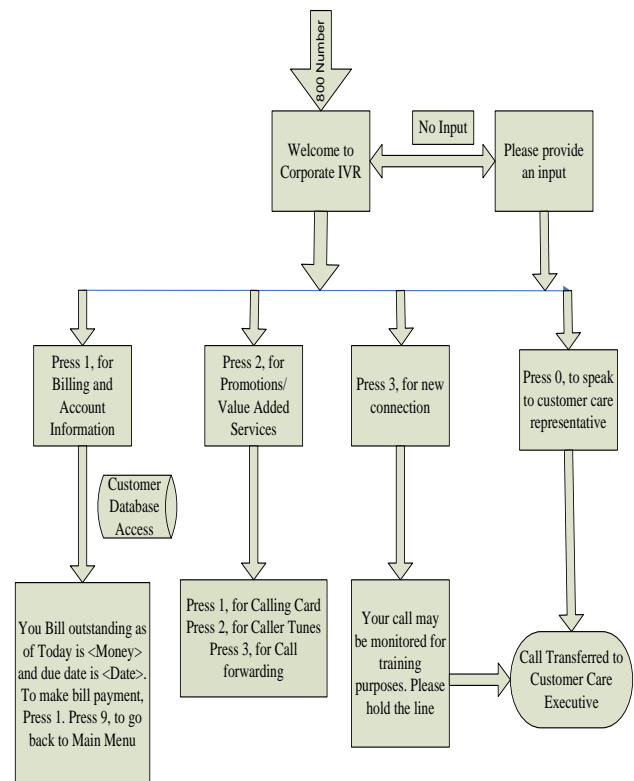 800 Number
No Input
Welcome to
Corporate IVR
Please provide
an input
Press 1, for
Billing and
Account
Information
Press 2, for
Promotions/
Value Added
Services
Press 3, for new
connection
Press 0, to speak
to customer care
representative
Customer
Database
Access
You Bill outstanding as
of Today is <Money>
and due date is <Date>.
To make bill payment,
Press 1. Press 9, to go
back to Main Menu
Press 1, for Calling Card
Press 2, for Caller Tunes
Press 3, for Call
forwarding
Your call may
be monitored for
training
purposes. Please
hold the line
Call Transferred to
Customer Care
Executive